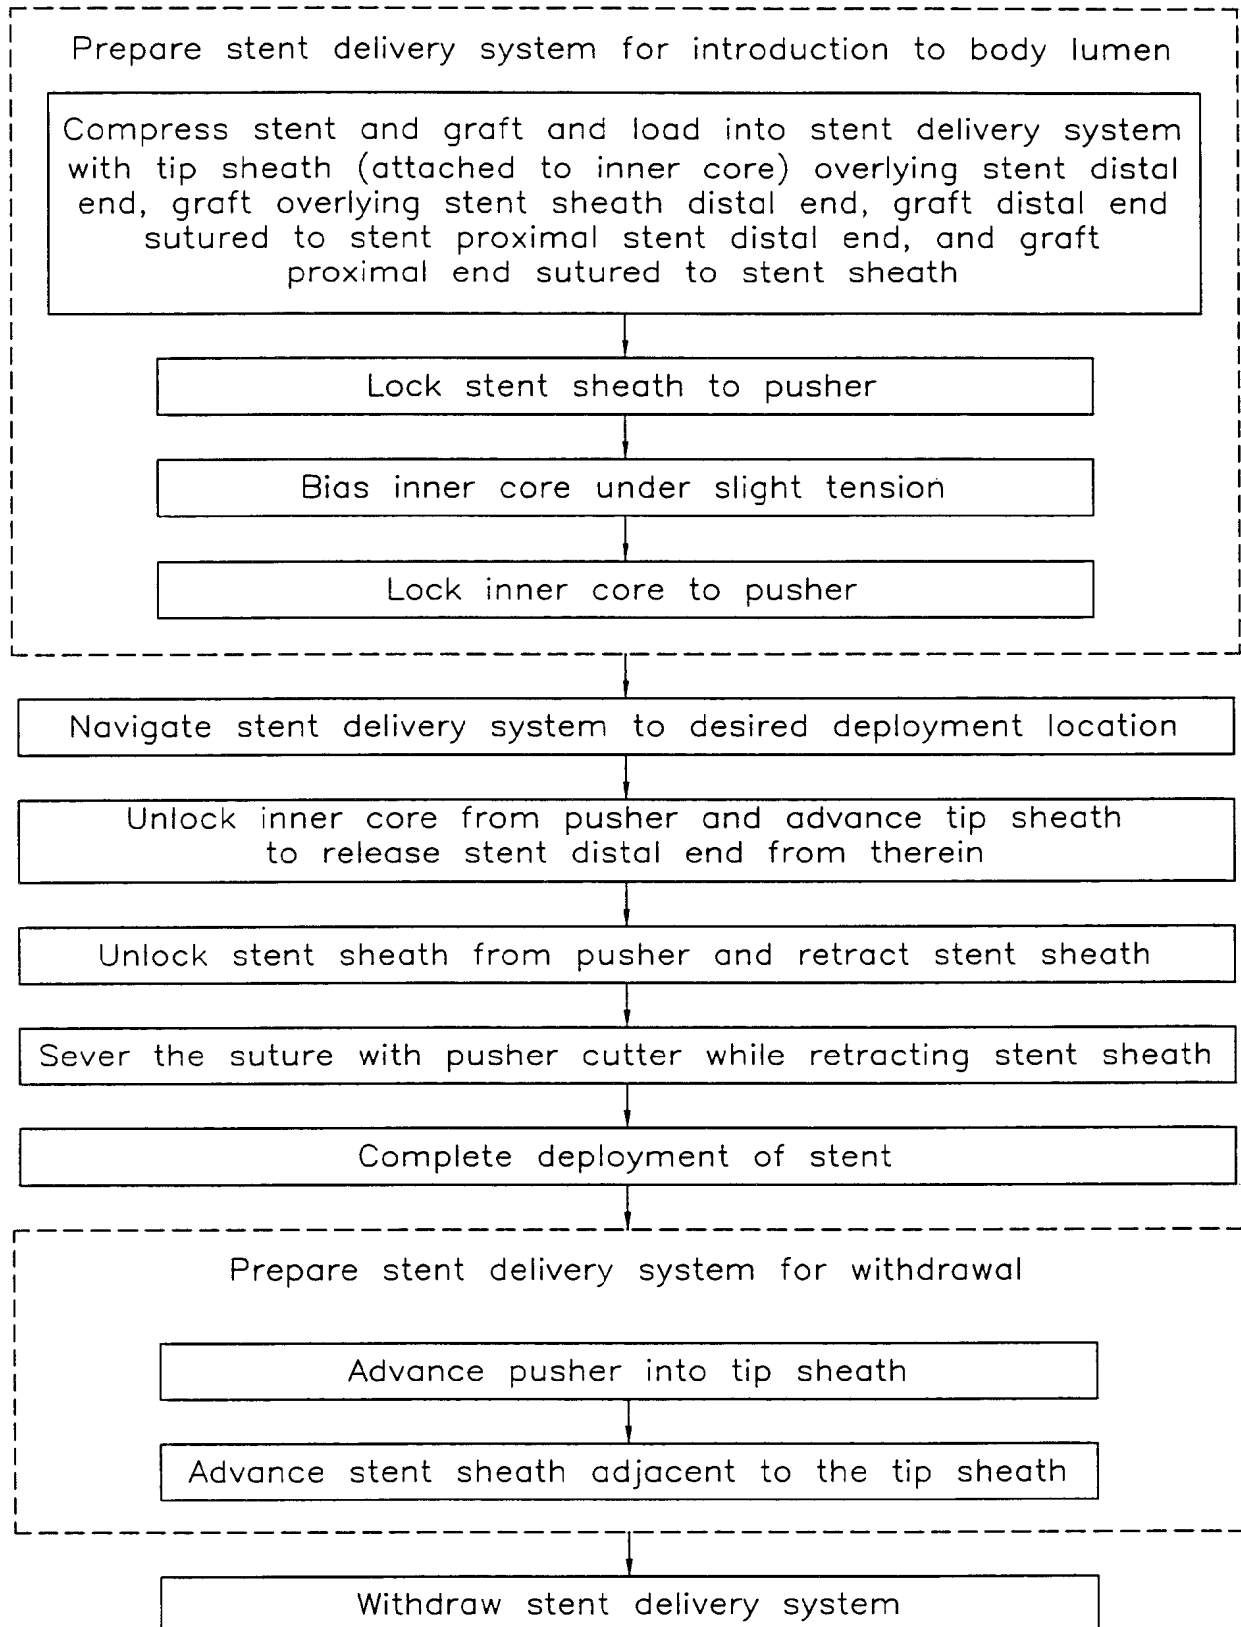 Prepare stent delivery system for introduction to body lumen
Compress stent and graft and load into stent delivery system
with tip sheath (attached to inner core) overlying stent distal
end, graft overlying stent sheath distal end, graft distal end
sutured to stent proximal stent distal end, and graft
proximal end sutured to stent sheath
Lock stent sheath to pusher
Bias inner core under slight tension
Lock inner core to pusher
Navigate stent delivery system to desired deployment location
Unlock inner core from pusher and advance tip sheath
to release stent distal end from therein
Unlock stent sheath from pusher and retract stent sheath
Sever the suture with pusher cutter while retracting stent sheath
Complete deployment of stent
Prepare stent delivery system for withdrawal
Advance pusher into tip sheath
Advance stent sheath adjacent to the tip sheath
Withdraw stent delivery system